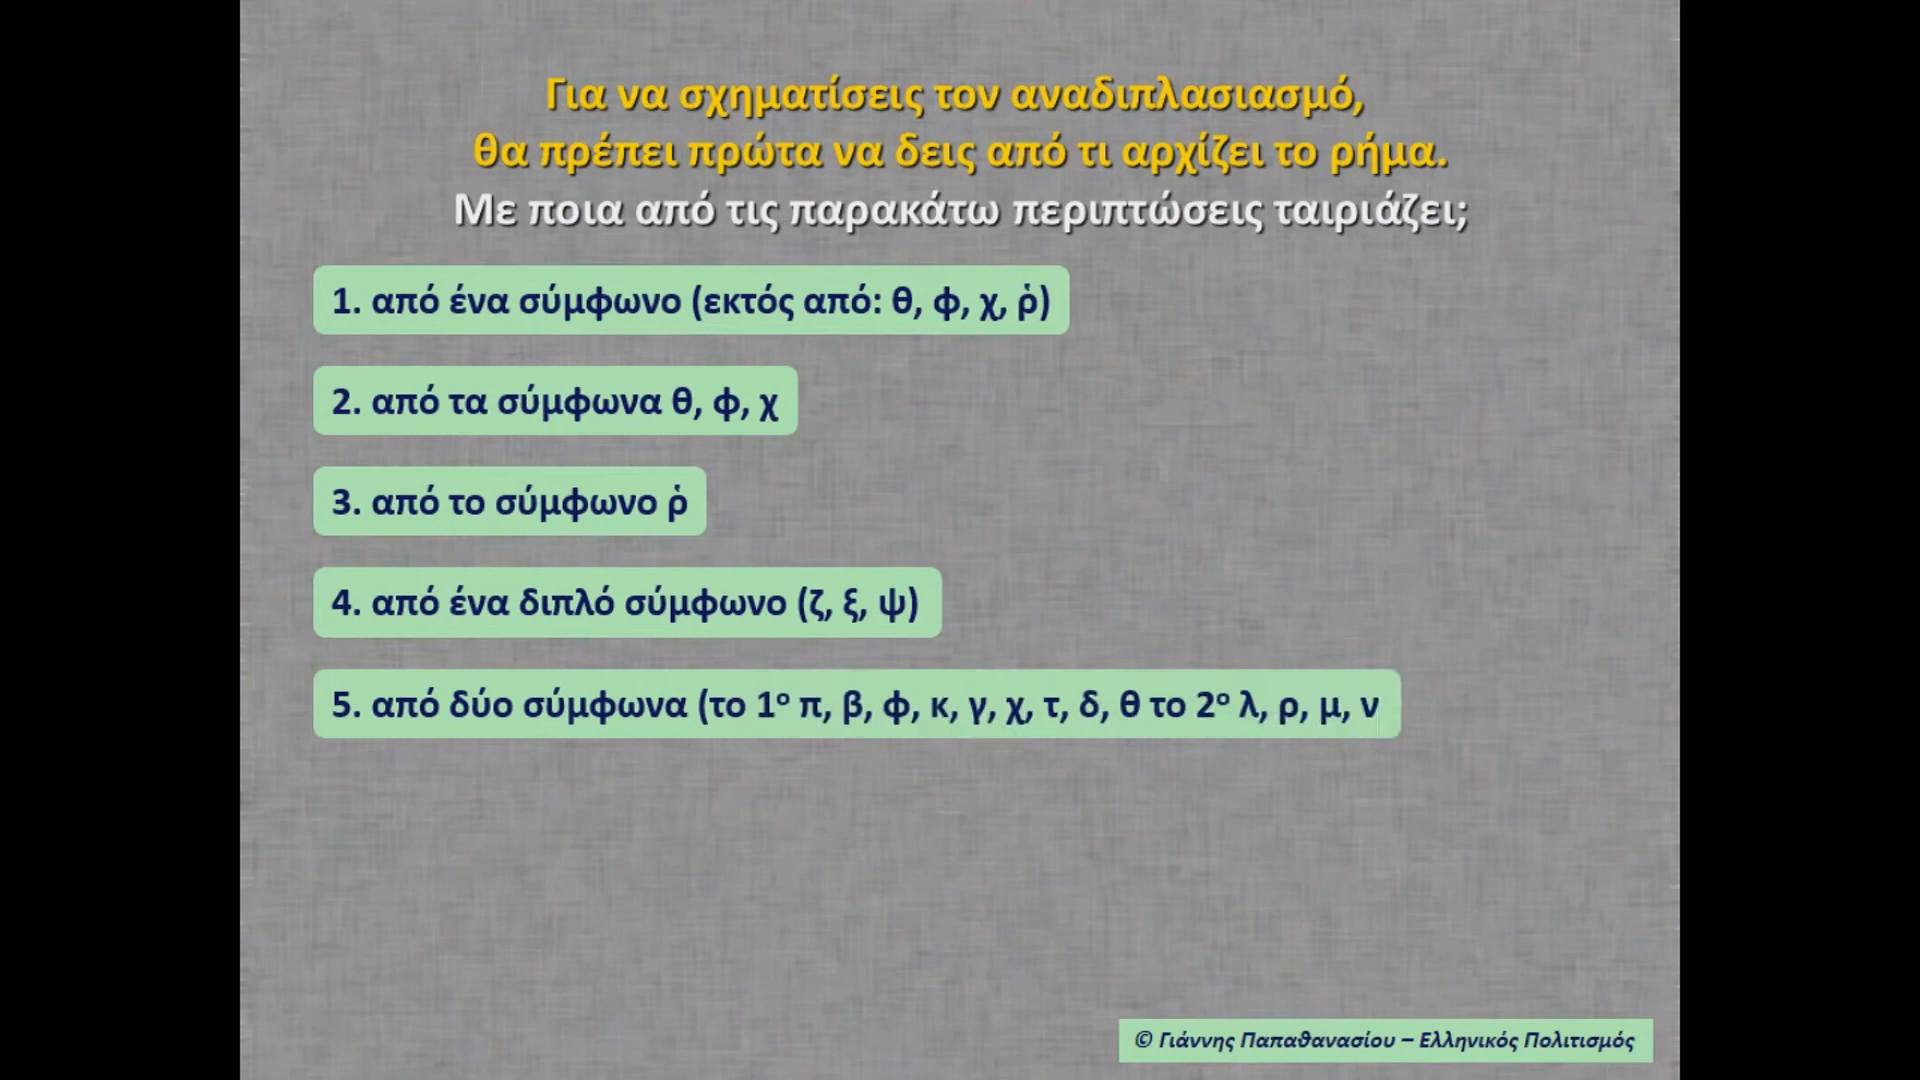 Για να σχηματίσεις τον αναδιπλασιασμό,
θα πρέπει πρώτα να δεις από τι αρχίζει το ρήμα.
Με ποια από τις παρακάτω περιπτώσεις ταιριάζει;
1. από ένα σύμφωνο (εκτός από: θ, φ, χ, ῥ)
2. από τα σύμφωνα θ, φ, χ
3. από το σύμφωνο ῥ
4. από ένα διπλό σύμφωνο (ζ, ξ, ψ)
5. από δύο σύμφωνα (το 1ο π, β, φ, κ, γ, χ, τ, δ, θ το 2ο λ, ρ, μ, ν
© Γιάννης Παπαθανασίου – Ελληνικός Πολιτισμός